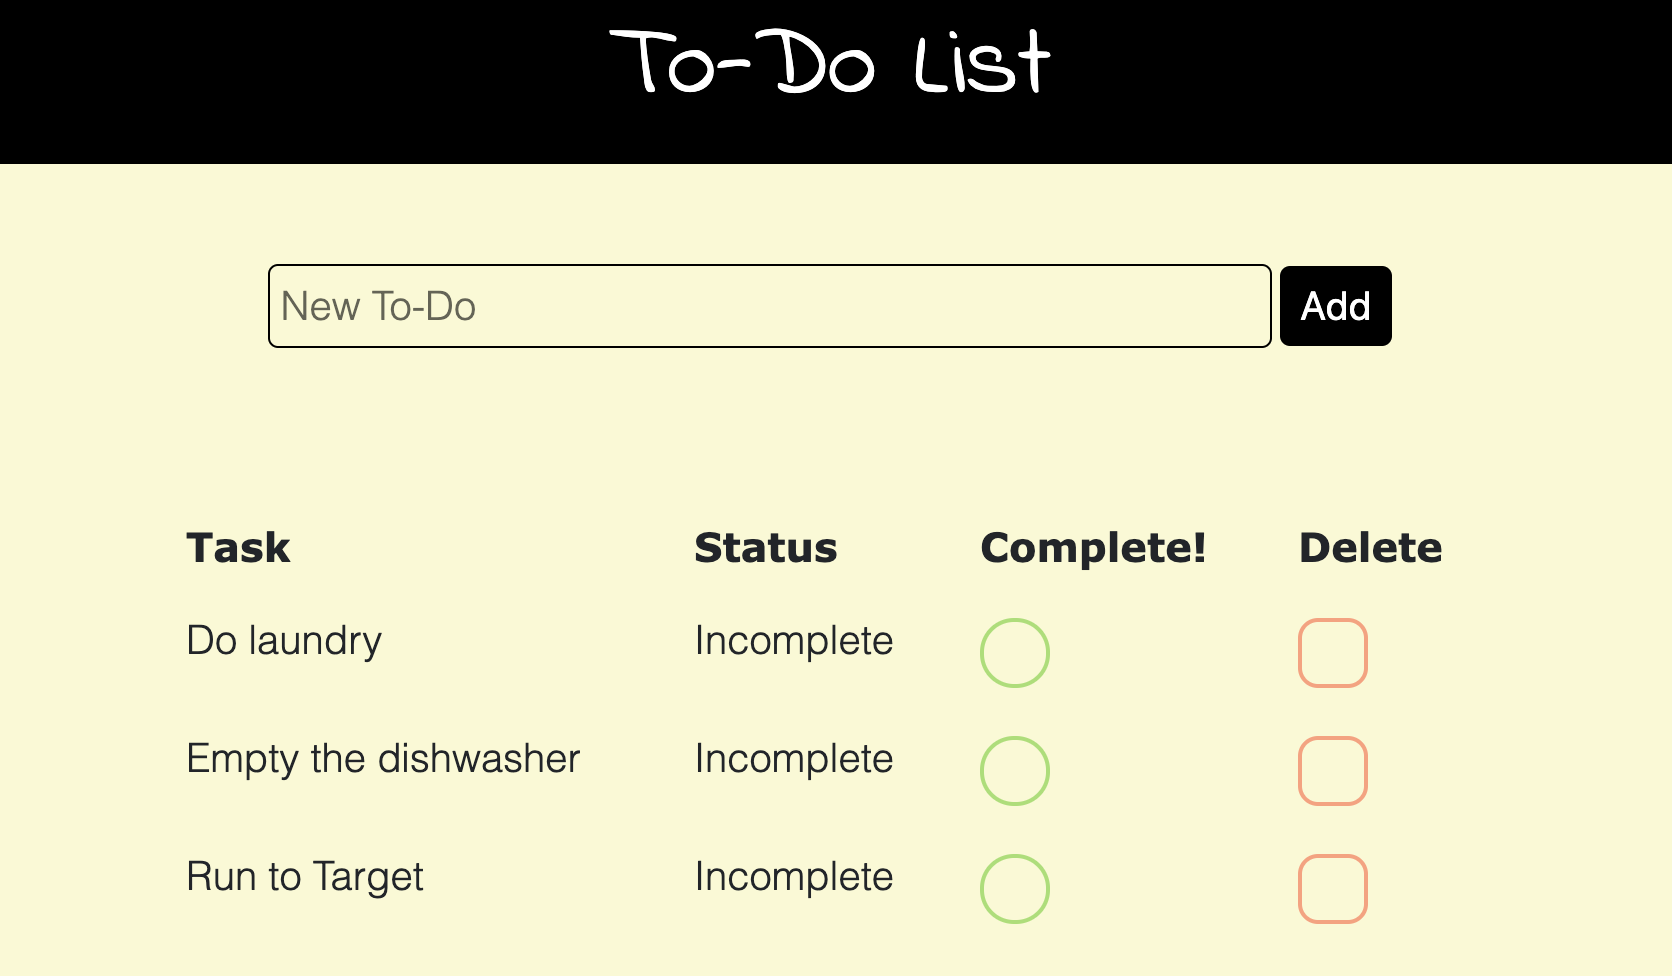 To-Do List
New To-Do Add
Task Status Complete! Delete
Do laundry Incomplete
Empty the dishwasher Incomplete
Run to Target Incomplete